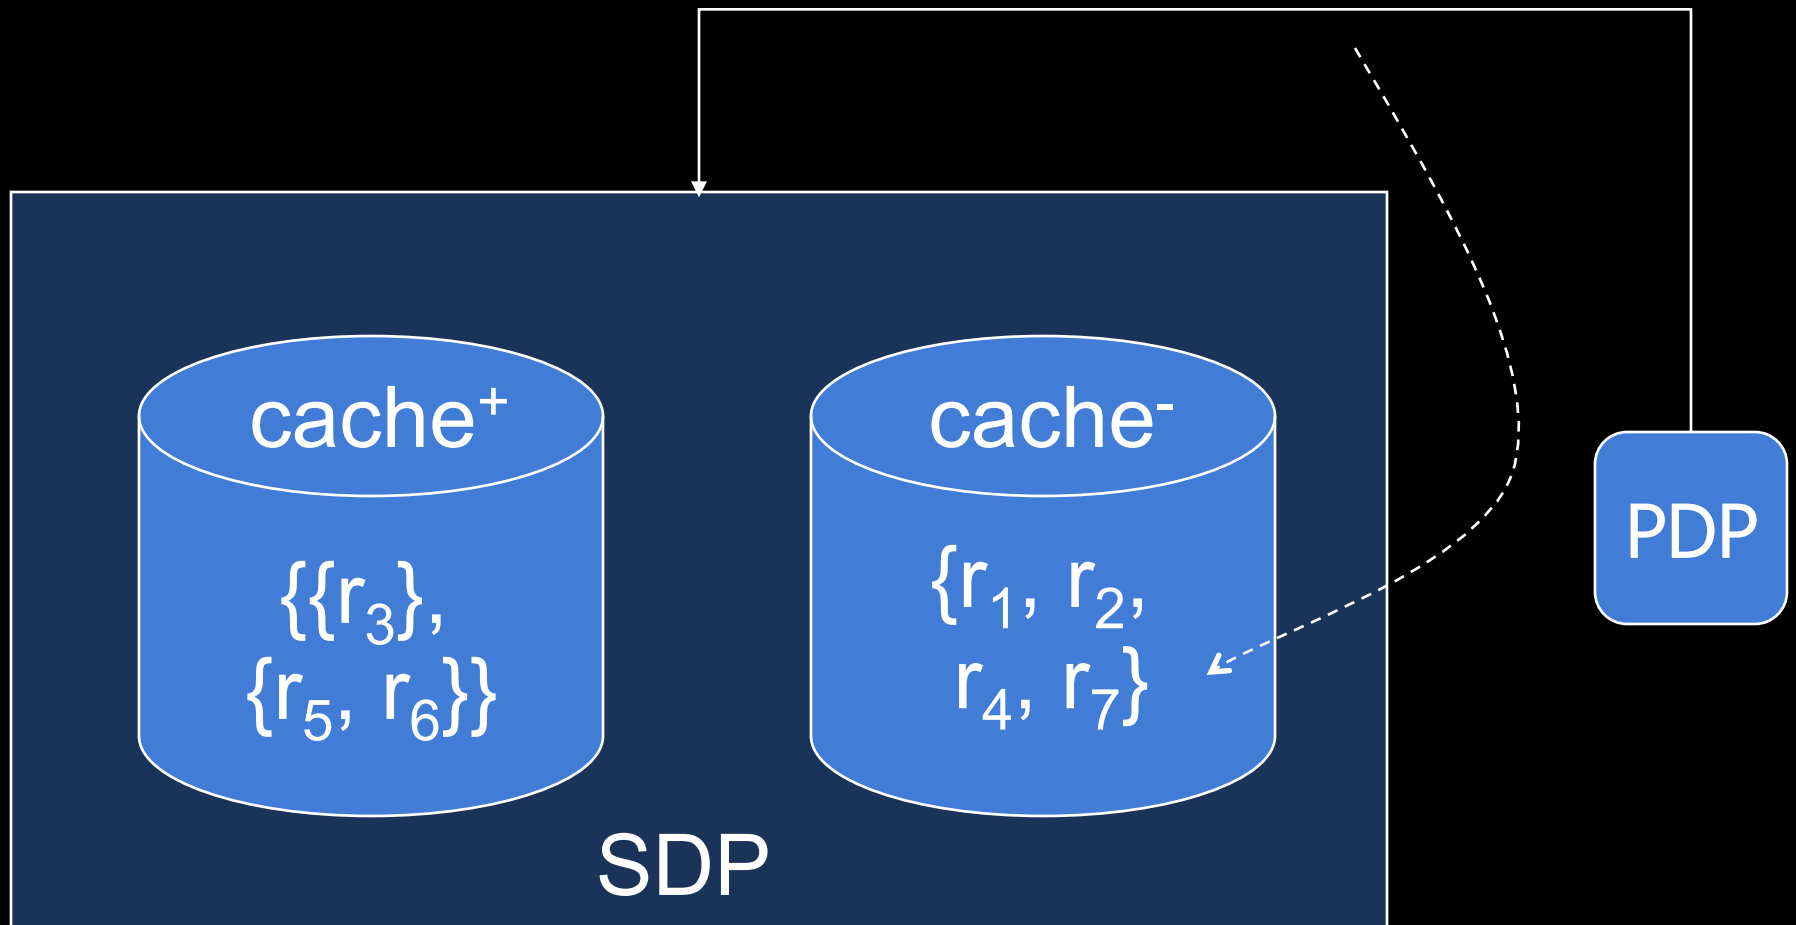 cache⁺
{{r₃},
{r₅, r₆}}
cache⁻
{r₁, r₂,
r₄, r₇}
PDP
SDP